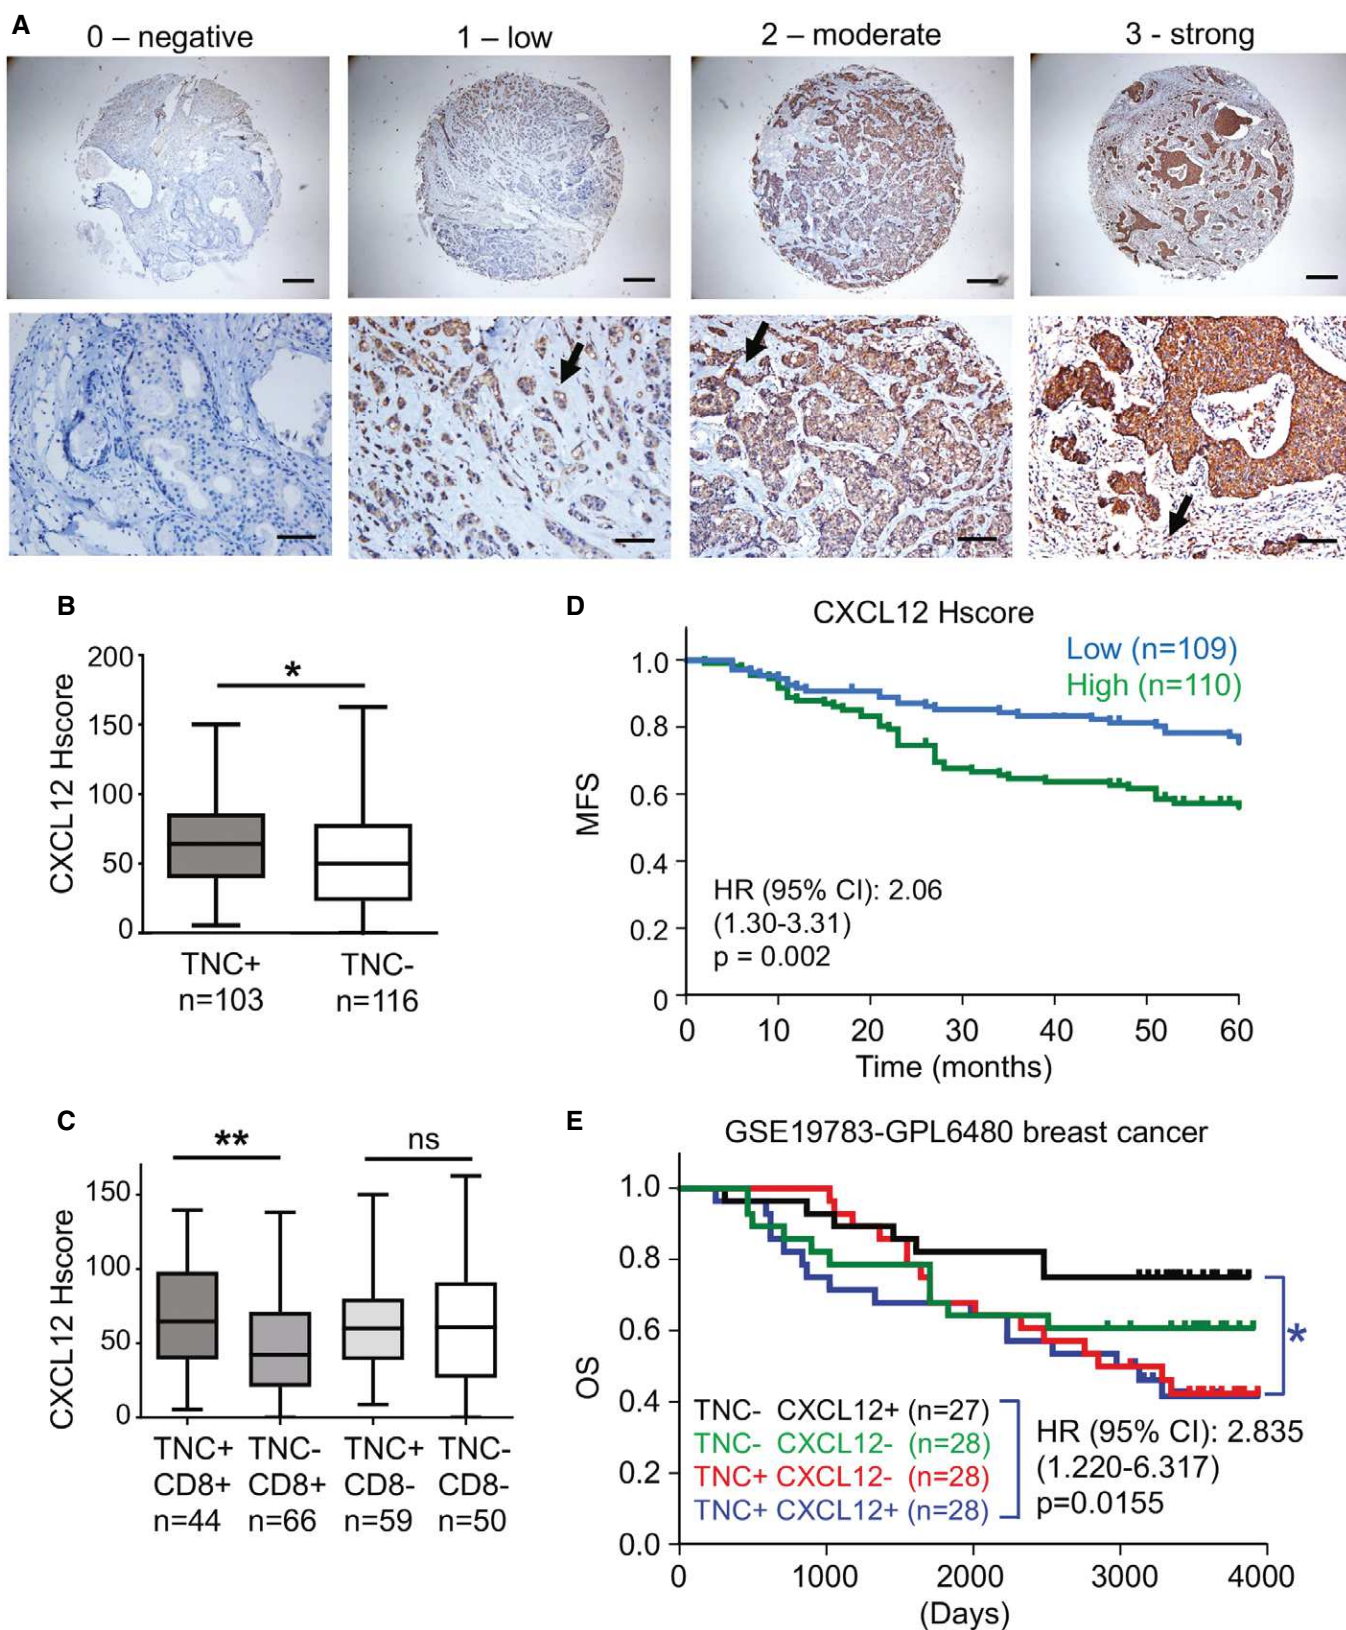 A
0 – negative
1 – low
2 – moderate
3 - strong
B
CXCL12 Hscore
200
150
100
50
0
*
TNC+
n=103
TNC-
n=116
D
CXCL12 Hscore
Low (n=109)
High (n=110)
MFS
1.0
0.8
0.6
0.4
0.2
0
HR (95% CI): 2.06
(1.30-3.31)
p = 0.002
0 10 20 30 40 50 60
Time (months)
C
CXCL12 Hscore
150
100
50
0
**
ns
TNC+ TNC- TNC+ TNC-
CD8+ CD8+ CD8- CD8-
n=44 n=66 n=59 n=50
E
GSE19783-GPL6480 breast cancer
OS
1.0
0.8
0.6
0.4
0.2
0.0
*
TNC- CXCL12+ (n=27)
TNC- CXCL12- (n=28)
TNC+ CXCL12- (n=28)
TNC+ CXCL12+ (n=28)
HR (95% CI): 2.835
(1.220-6.317)
p=0.0155
0 1000 2000 3000 4000
(Days)